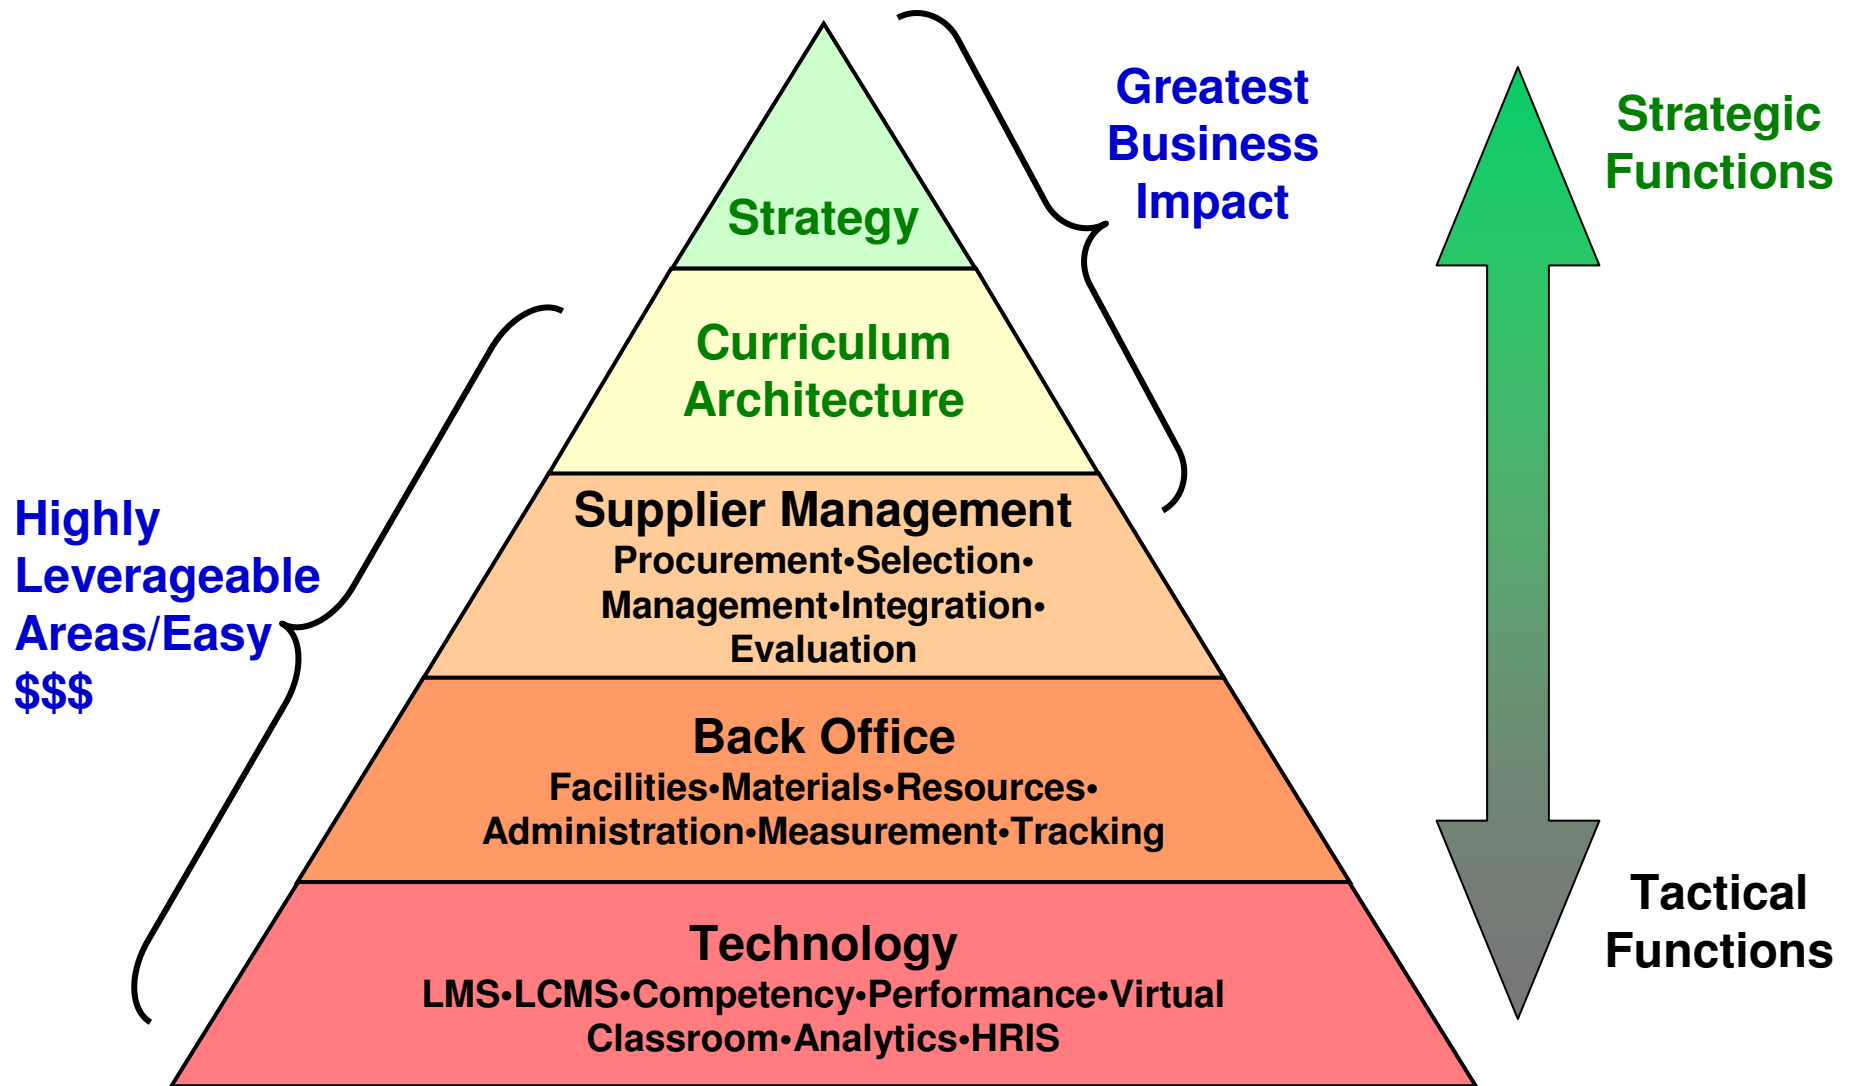 Greatest
Business
Impact
Strategic
Functions
Strategy
Curriculum
Architecture
Highly
Leverageable
Areas/Easy
$$$
Supplier Management
Procurement•Selection•
Management•Integration•
Evaluation
Back Office
Facilities•Materials•Resources•
Administration•Measurement•Tracking
Technology
LMS•LCMS•Competency•Performance•Virtual
Classroom•Analytics•HRIS
Tactical
Functions